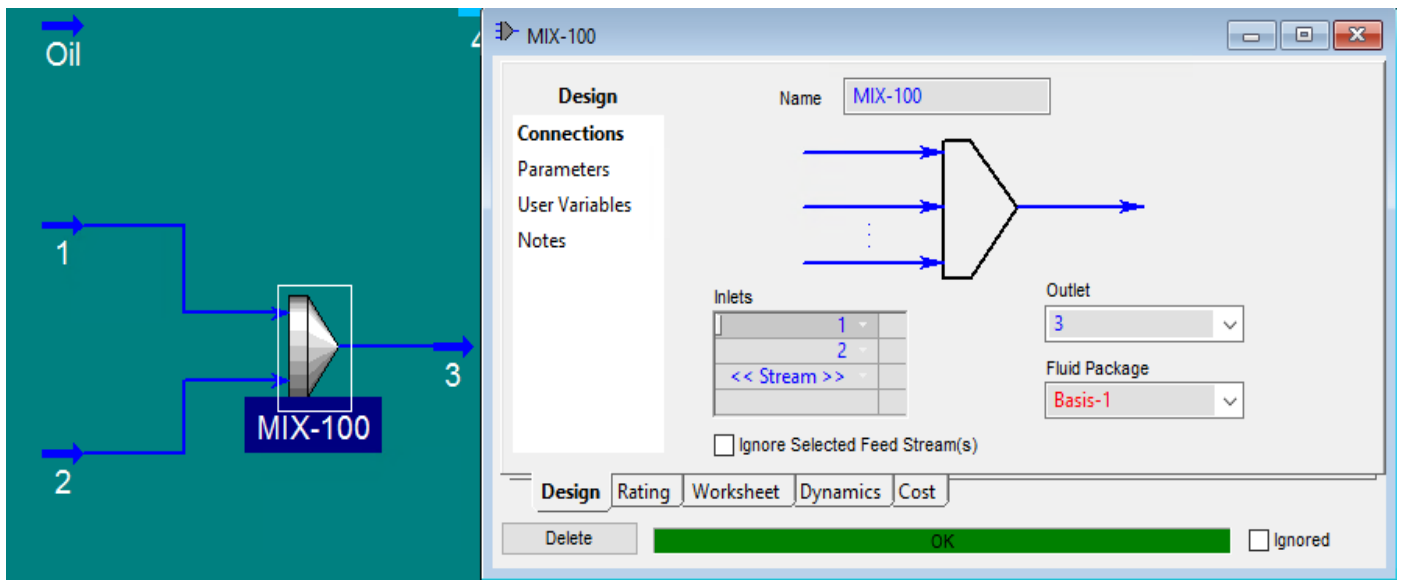 Oil
1
2
MIX-100
3
MIX-100
Design
Connections
Parameters
User Variables
Notes
Name MIX-100
Inlets
1
2
<< Stream >>
Ignore Selected Feed Stream(s)
Outlet
3
Fluid Package
Basis-1
Design Rating Worksheet Dynamics Cost
Delete OK Ignored